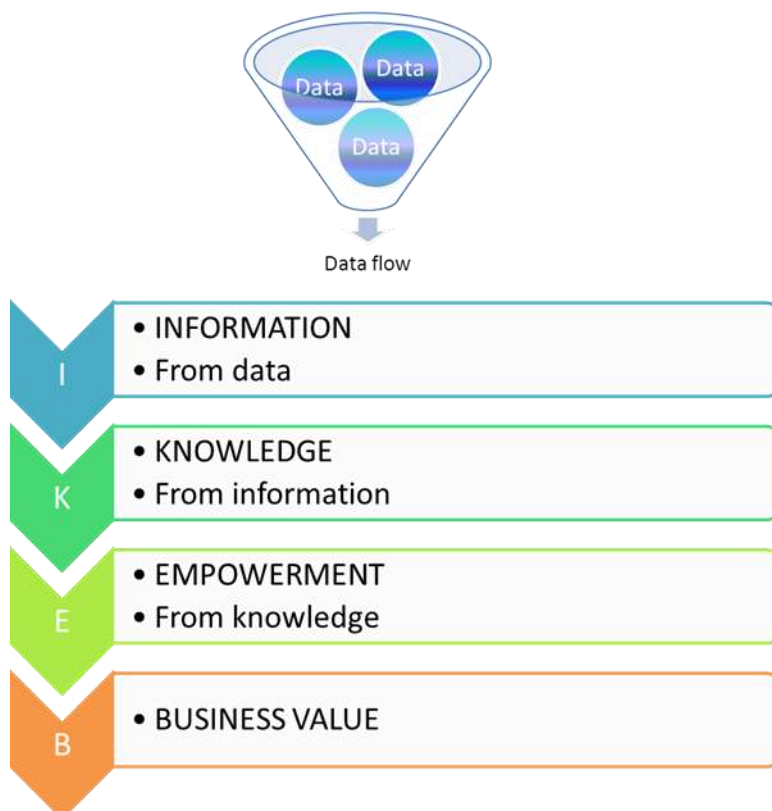 Data
Data
Data
Data flow
I
• INFORMATION
• From data
K
• KNOWLEDGE
• From information
E
• EMPOWERMENT
• From knowledge
B
• BUSINESS VALUE